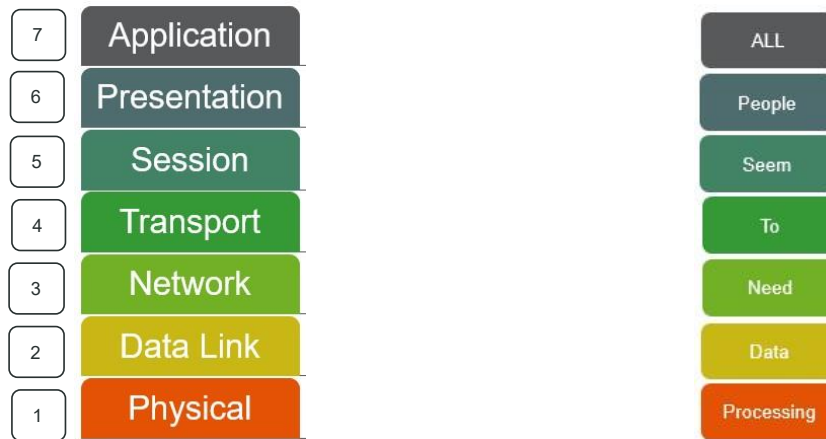 7 Application ALL
6 Presentation People
5 Session Seem
4 Transport To
3 Network Need
2 Data Link Data
1 Physical Processing